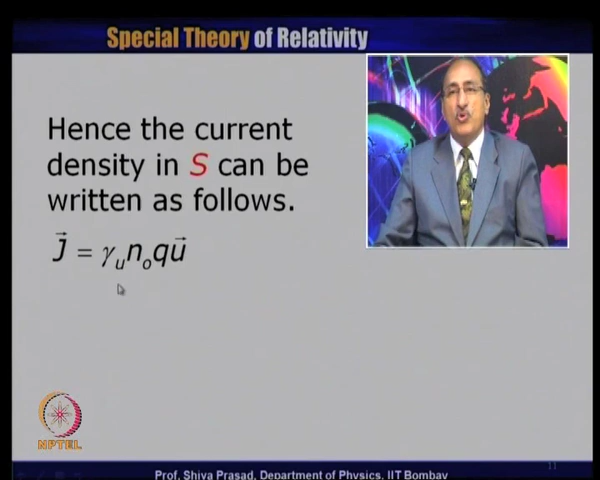 Special Theory of Relativity
Hence the current
density in S can be
written as follows.
J⃗ = γᵤnₒqu⃗
NPTEL
11
Prof. Shiva Prasad, Department of Physics, IIT Bombay